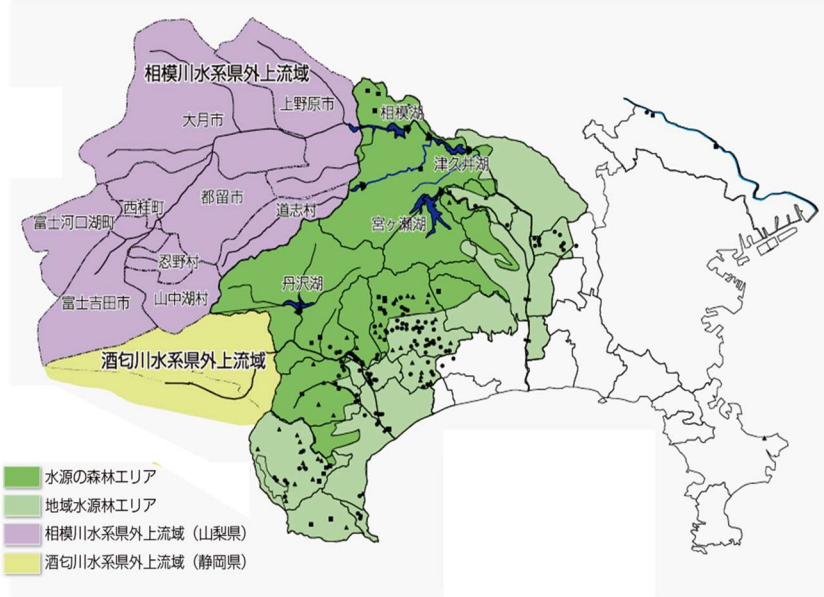 相模川水系県外上流域
上野原市
大月市
相模湖
津久井湖
都留市
西桂町
道志村
富士河口湖町
宮ヶ瀬湖
忍野村
丹沢湖
富士吉田市
山中湖村
酒匂川水系県外上流域
水源の森林エリア
地域水源林エリア
相模川水系県外上流域（山梨県）
酒匂川水系県外上流域（静岡県）